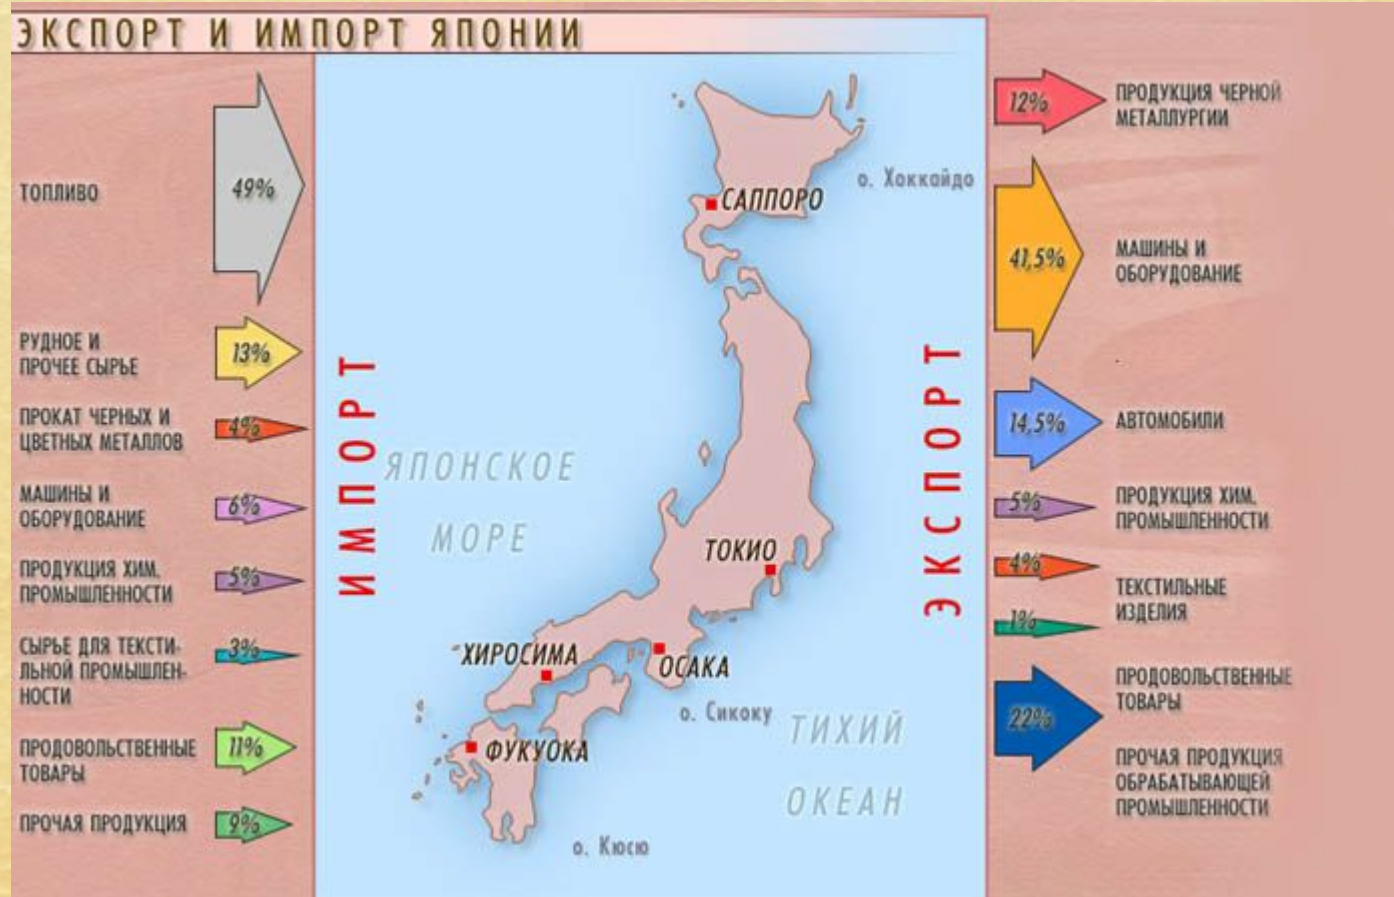 ЭКСПОРТ И ИМПОРТ ЯПОНИИ
ТОПЛИВО
49%
РУДНОЕ И
ПРОЧЕЕ СЫРЬЕ
13%
ПРОКАТ ЧЕРНЫХ И
ЦВЕТНЫХ МЕТАЛЛОВ
4%
МАШИНЫ И
ОБОРУДОВАНИЕ
6%
ПРОДУКЦИЯ ХИМ.
ПРОМЫШЛЕННОСТИ
5%
СЫРЬЕ ДЛЯ ТЕКСТИ-
ЛЬНОЙ ПРОМЫШЛЕН-
НОСТИ
3%
ПРОДОВОЛЬСТВЕННЫЕ
ТОВАРЫ
11%
ПРОЧАЯ ПРОДУКЦИЯ
9%
ИМПОРТ
о. Хоккайдо
САППОРО
ЯПОНСКОЕ
МОРЕ
ТОКИО
ХИРОСИМА
ОСАКА
о. Сикоку
ТИХИЙ
ОКЕАН
ФУКУОКА
о. Кюсю
ЭКСПОРТ
12%
ПРОДУКЦИЯ ЧЕРНОЙ
МЕТАЛЛУРГИИ
41,5%
МАШИНЫ И
ОБОРУДОВАНИЕ
14,5%
АВТОМОБИЛИ
5%
ПРОДУКЦИЯ ХИМ.
ПРОМЫШЛЕННОСТИ
4%
ТЕКСТИЛЬНЫЕ
ИЗДЕЛИЯ
1%
ПРОДОВОЛЬСТВЕННЫЕ
ТОВАРЫ
22%
ПРОЧАЯ ПРОДУКЦИЯ
ОБРАБАТЫВАЮЩЕЙ
ПРОМЫШЛЕННОСТИ